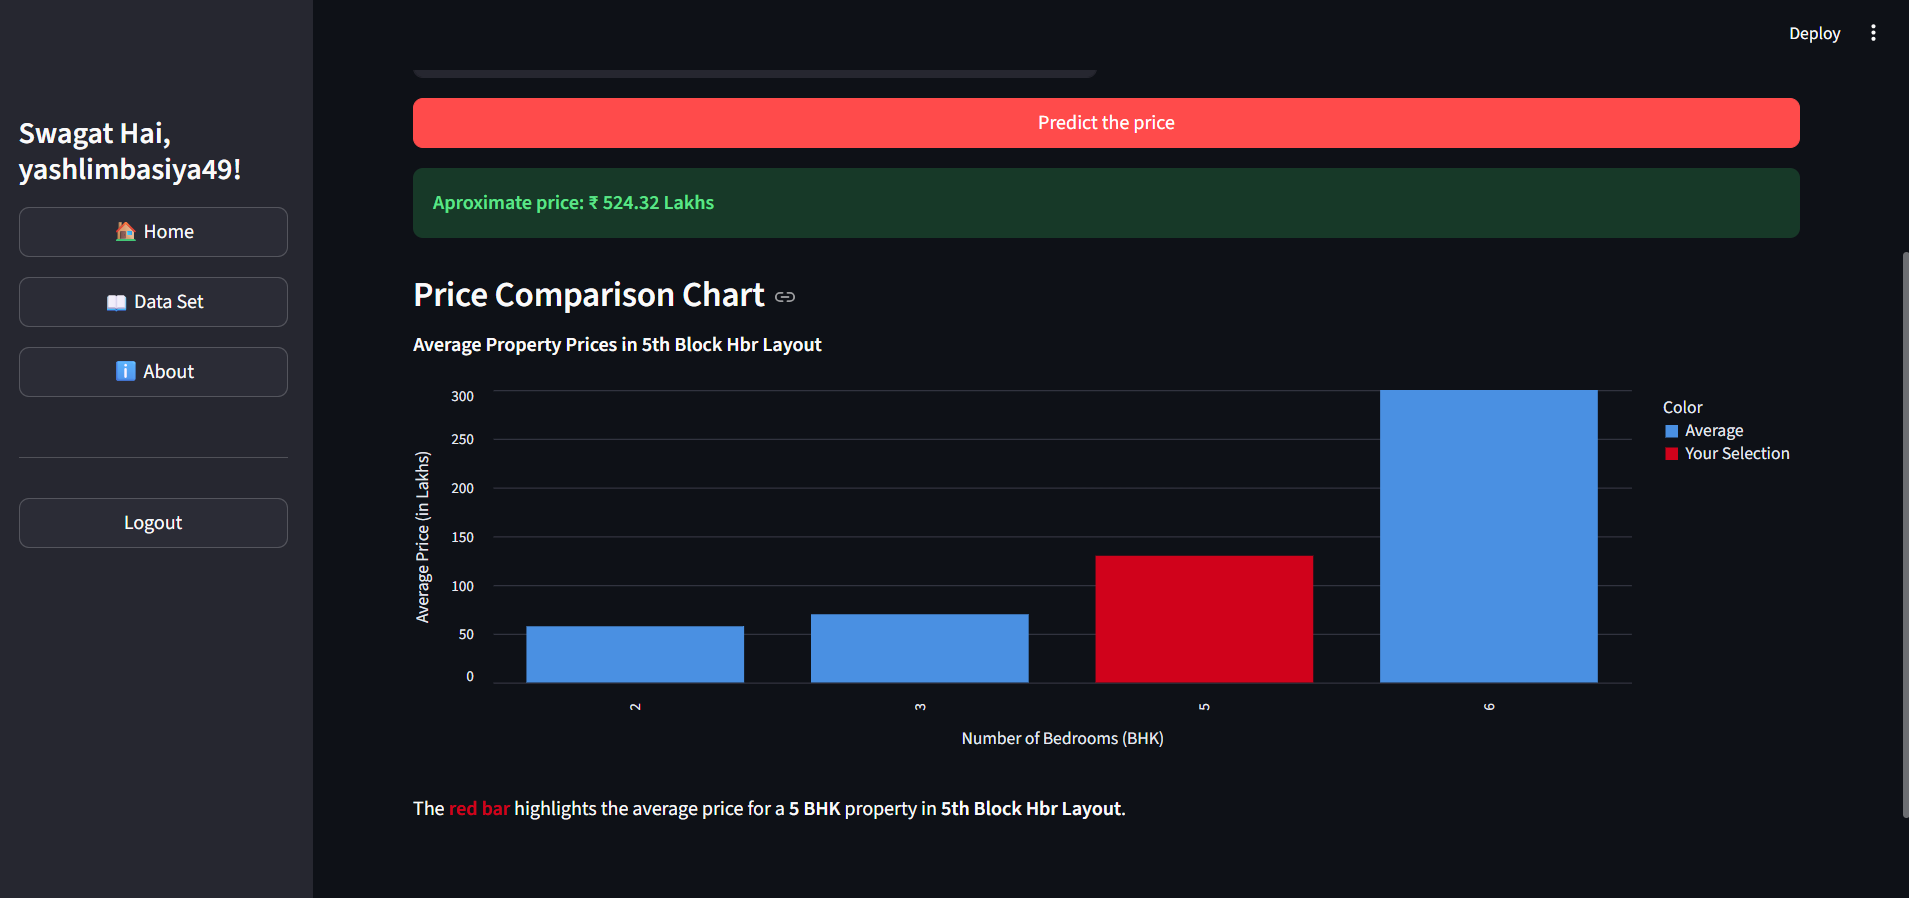 Deploy
Swagat Hai,
yashlimbasiya49!
Home
Data Set
About
Logout
Predict the price
Aproximate price: ₹ 524.32 Lakhs
Price Comparison Chart
Average Property Prices in 5th Block Hbr Layout
Average Price (in Lakhs)
300
250
200
150
100
50
0
2
3
5
6
Number of Bedrooms (BHK)
Color
Average
Your Selection
The red bar highlights the average price for a 5 BHK property in 5th Block Hbr Layout.